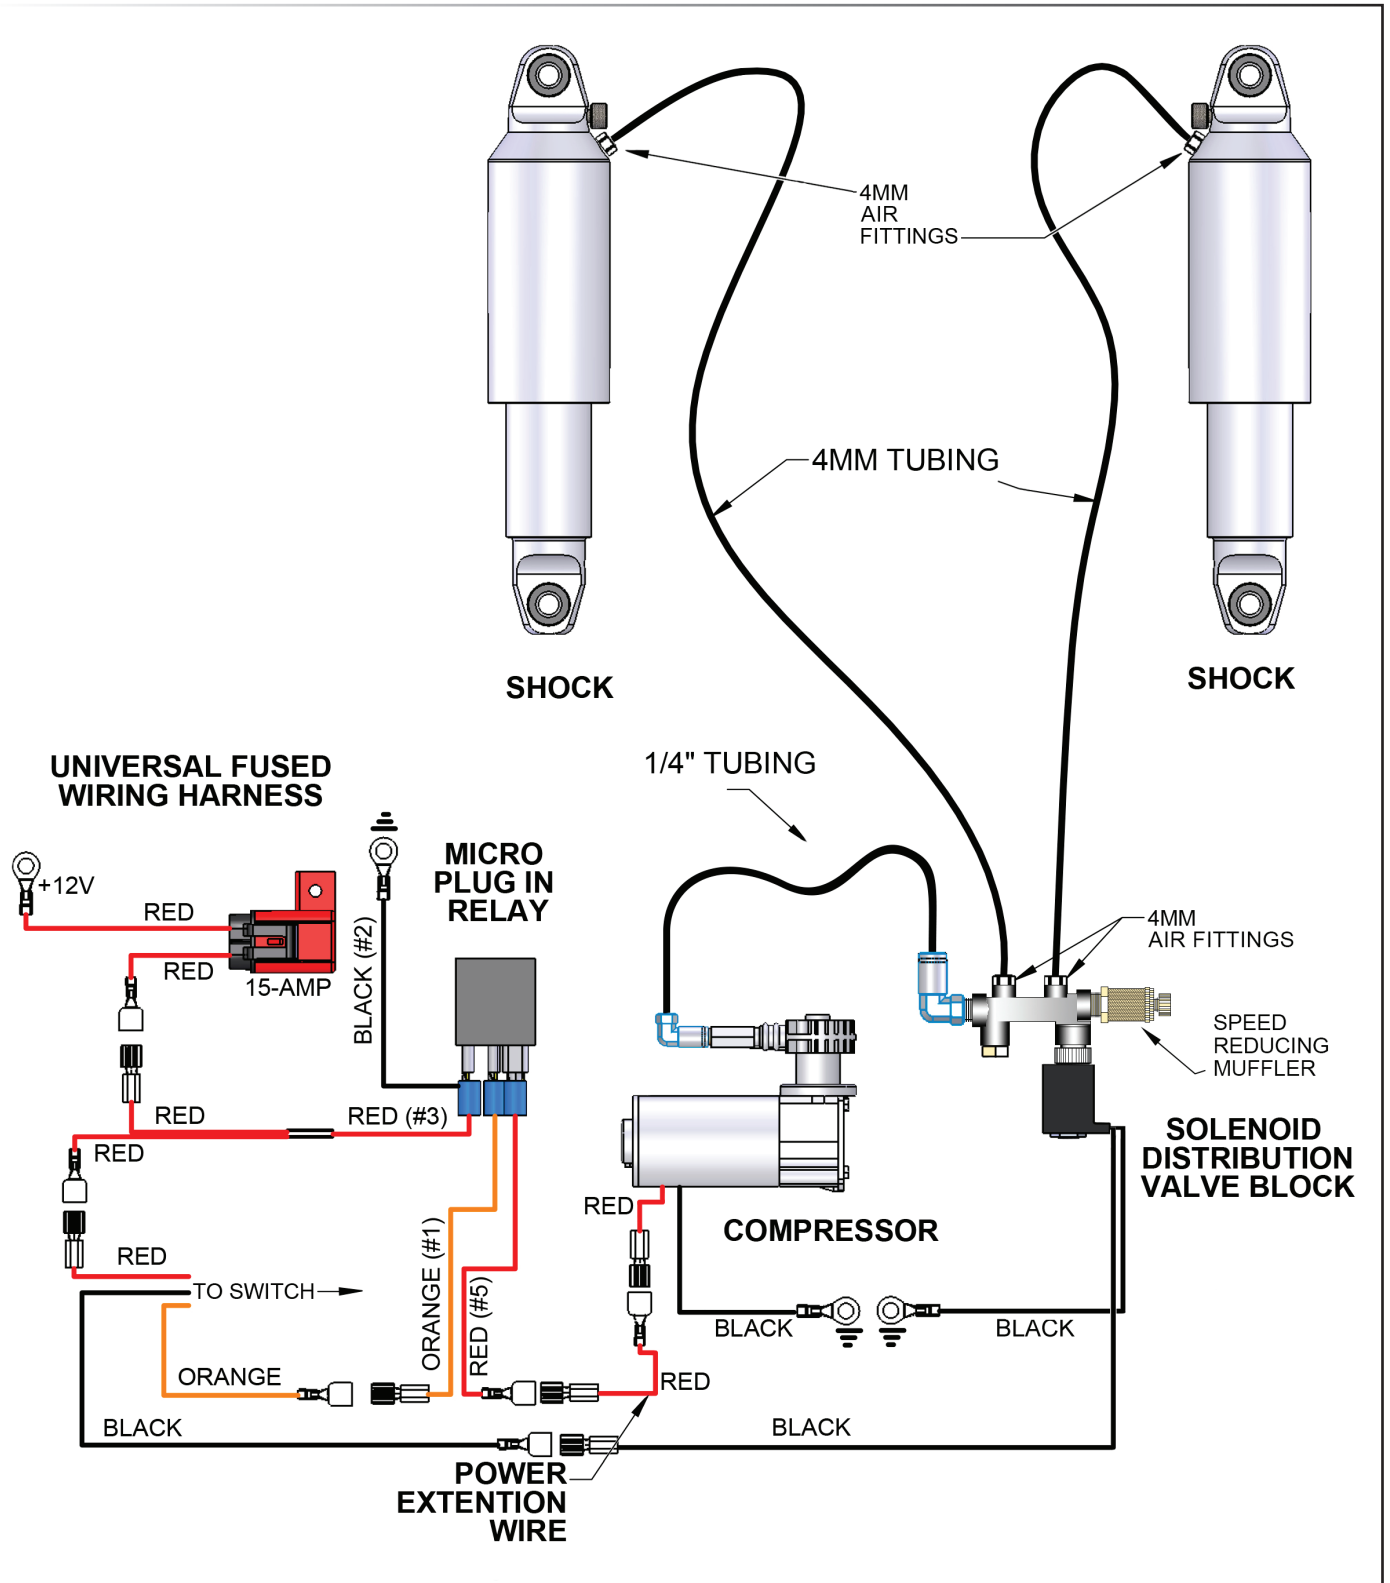 4MM
AIR
FITTINGS
4MM TUBING
SHOCK
SHOCK
UNIVERSAL FUSED
WIRING HARNESS
1/4" TUBING
+12V
RED
RED
15-AMP
BLACK (#2)
MICRO
PLUG IN
RELAY
4MM
AIR FITTINGS
SPEED
REDUCING
MUFFLER
SOLENOID
DISTRIBUTION
VALVE BLOCK
RED
RED (#3)
RED
RED
COMPRESSOR
RED
TO SWITCH
ORANGE (#1)
RED (#5)
BLACK
BLACK
ORANGE
RED
BLACK
BLACK
POWER
EXTENTION
WIRE